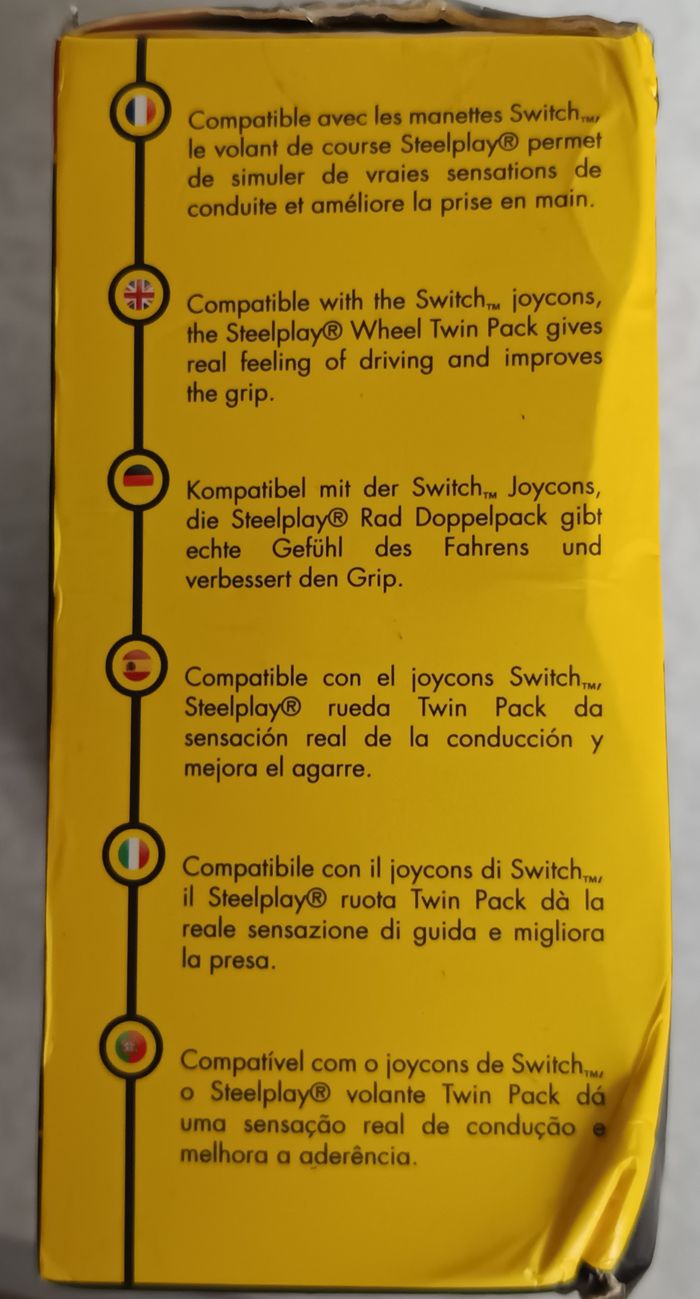 Compatible avec les manettes Switch™,
le volant de course Steelplay® permet
de simuler de vraies sensations de
conduite et améliore la prise en main.
Compatible with the Switch™ joycons,
the Steelplay® Wheel Twin Pack gives
real feeling of driving and improves
the grip.
Kompatibel mit der Switch™ Joycons,
die Steelplay® Rad Doppelpack gibt
echte Gefühl des Fahrens und
verbessert den Grip.
Compatible con el joycons Switch™,
Steelplay® rueda Twin Pack da
sensación real de la conducción y
mejora el agarre.
Compatibile con il joycons di Switch™,
il Steelplay® ruota Twin Pack dà la
reale sensazione di guida e migliora
la presa.
Compatível com o joycons de Switch™,
o Steelplay® volante Twin Pack dá
uma sensação real de condução e
melhora a aderência.